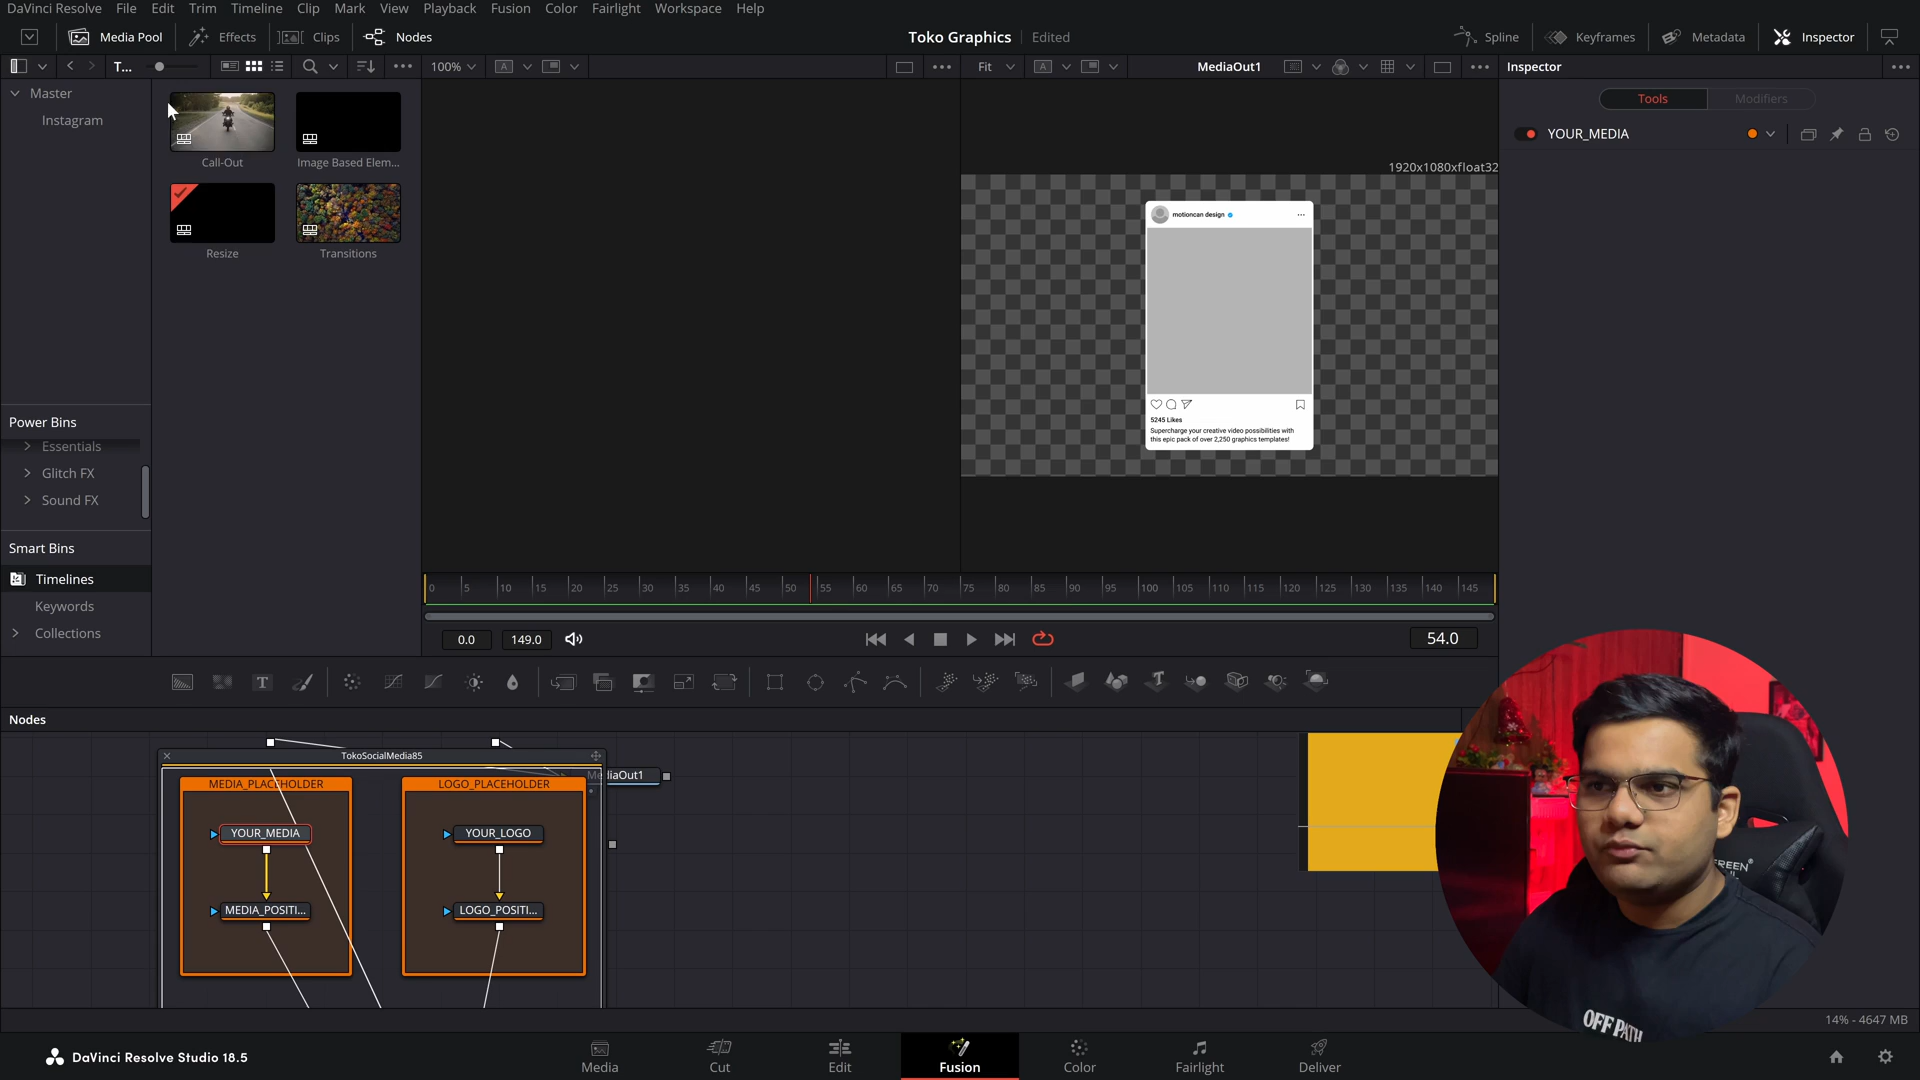 DaVinci Resolve File Edit Trim Timeline Clip Mark View Playback Fusion Color Fairlight Workspace Help
Media Pool Effects Clips Nodes Toko Graphics Edited Spline Keyframes Metadata Inspector
T... 100% A Fit A MediaOut1 Inspector
Master
Instagram
Call-Out
Image Based Elem...
Resize
Transitions
Power Bins
Essentials
Glitch FX
Sound FX
Smart Bins
Timelines
Keywords
Collections
1920x1080xfloat32
motioncan design
5245 Likes
Supercharge your creative video possibilities with
this epic pack of over 2,250 graphics templates!
Tools Modifiers
YOUR_MEDIA
0 5 10 15 20 25 30 35 40 45 50 55 60 65 70 75 80 85 90 95 100 105 110 115 120 125 130 135 140 145
0.0 149.0 54.0
T T
Nodes
TokoSocialMedia85
diaOut1
MEDIA_PLACEHOLDER
LOGO_PLACEHOLDER
YOUR_MEDIA
YOUR_LOGO
MEDIA_POSITI...
LOGO_POSITI...
REEN
OFF PATH
14% - 4647 MB
DaVinci Resolve Studio 18.5
Media Cut Edit Fusion Color Fairlight Deliver